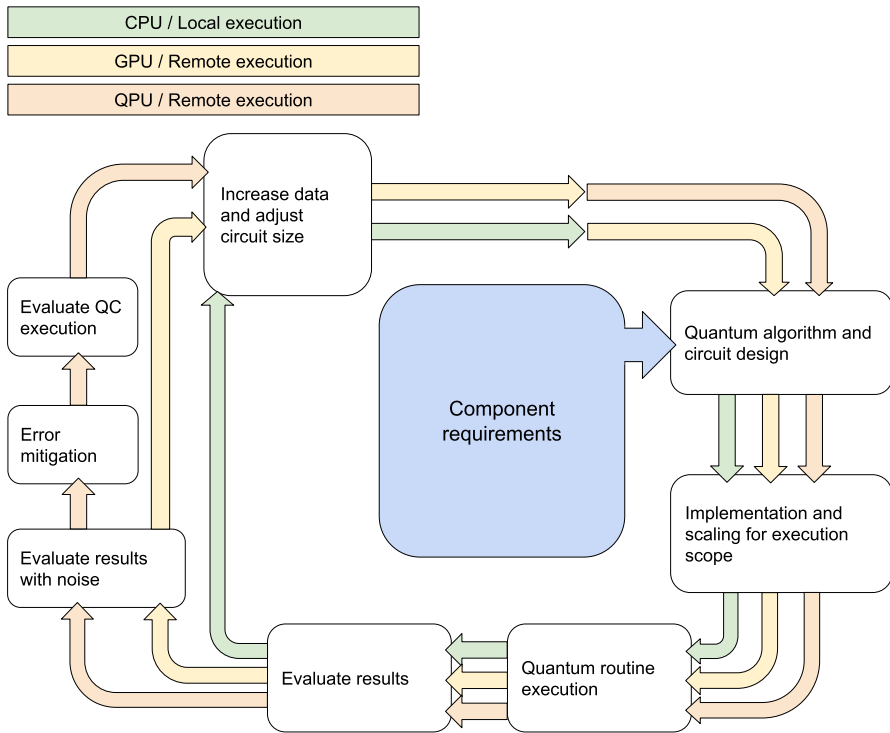 CPU / Local execution
GPU / Remote execution
QPU / Remote execution
Increase data
and adjust
circuit size
Evaluate QC
execution
Quantum algorithm and
circuit design
Component
requirements
Error
mitigation
Implementation and
scaling for execution
scope
Evaluate results
with noise
Evaluate results
Quantum routine
execution